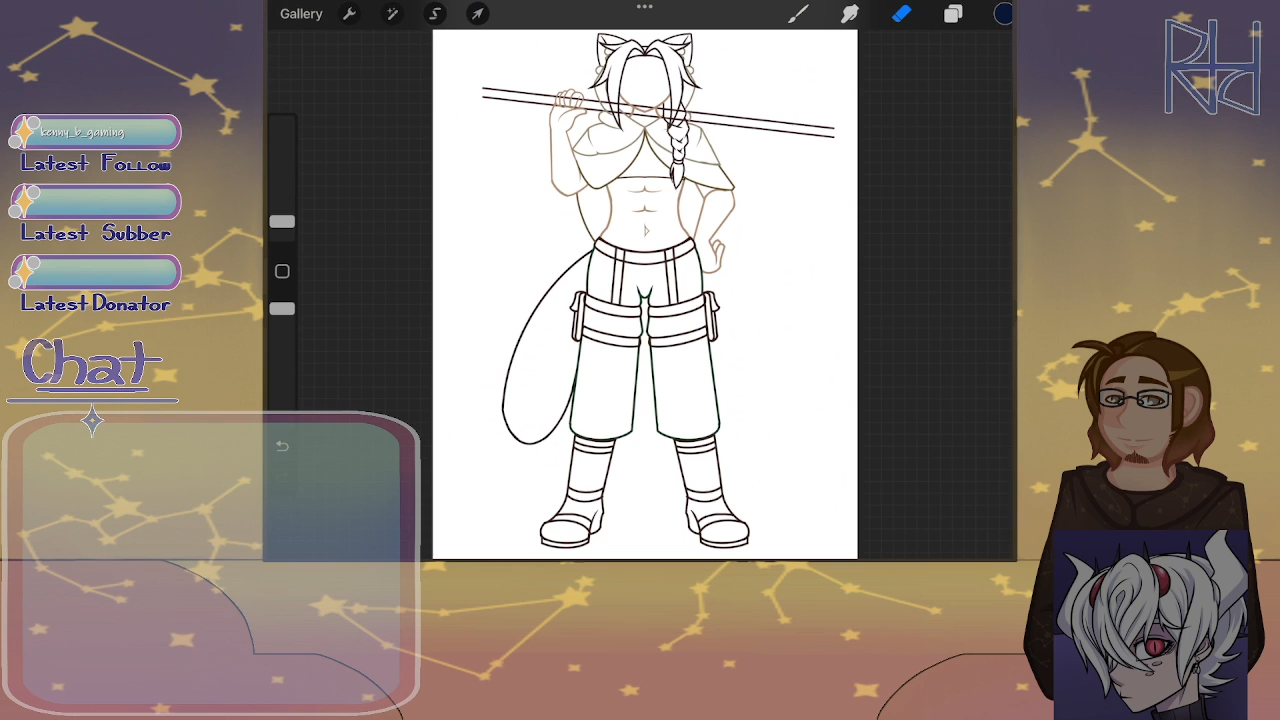 Gallery
kenny_b_gaming
Latest Follow
Latest Subber
Latest Donator
Chat